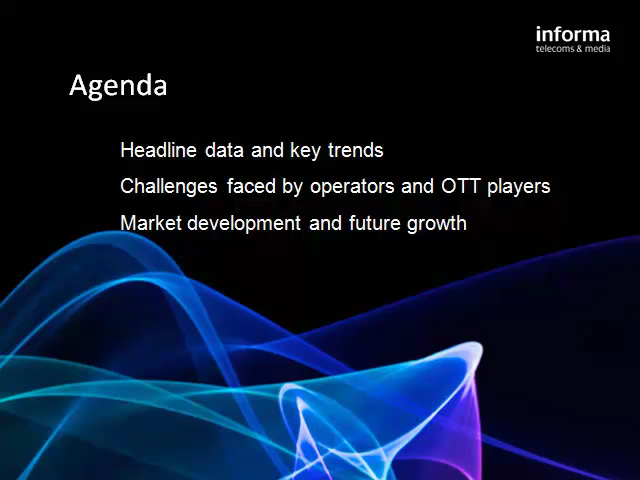 informa
telecoms & media
Agenda
Headline data and key trends
Challenges faced by operators and OTT players
Market development and future growth